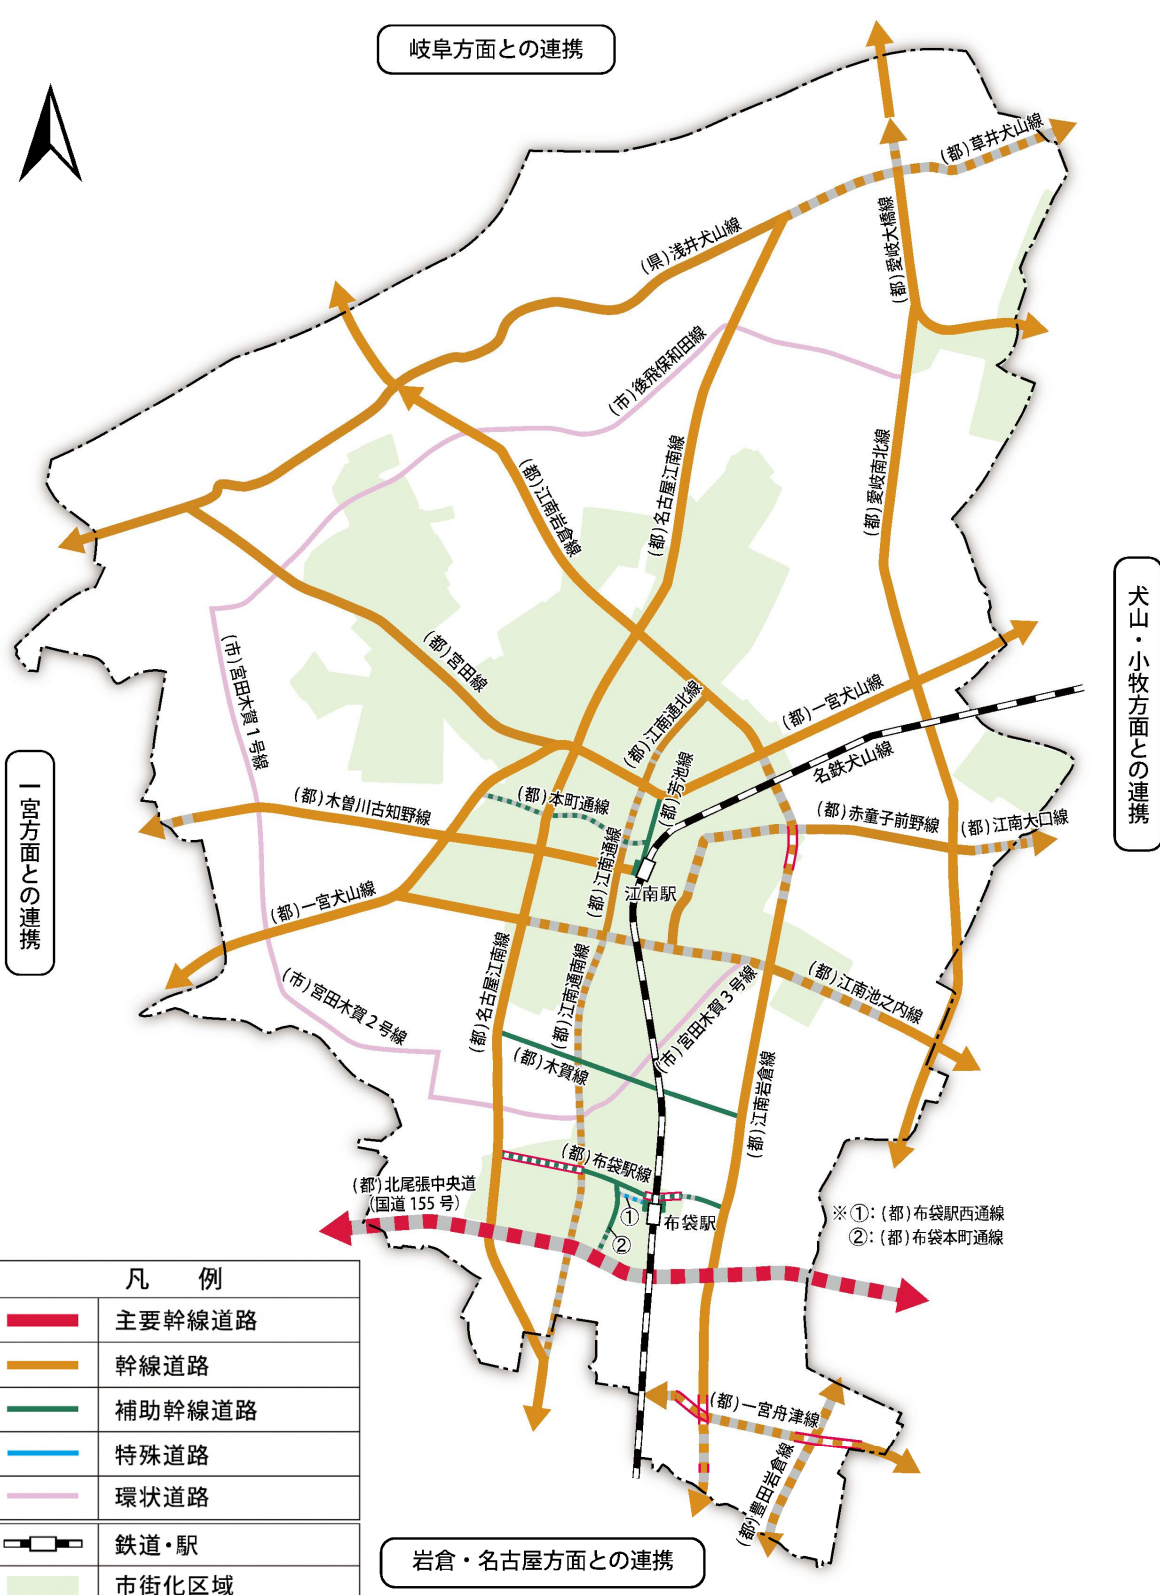 岐阜方面との連携
(都)草井犬山線
(県)浅井犬山線
(都)愛岐大橋線
(市)後飛保和田線
(都)江南岩倉線
(都)名古屋江南線
(都)愛岐南北線
犬山・小牧方面との連携
(市)宮田木賀1号線
(都)宮田線
(都)江南通北線
(都)一宮犬山線
名鉄犬山線
(都)芳池線
一宮方面との連携
(都)木曽川古知野線
(都)本町通線
(都)赤童子前野線
(都)江南大口線
(都)江南通線
江南駅
(都)一宮犬山線
(都)名古屋江南線
(都)江南通南線
(市)宮田木賀2号線
(市)宮田木賀3号線
(都)江南池之内線
(都)木賀線
(都)江南岩倉線
(都)布袋駅線
(都)北尾張中央道
(国道155号)
①
②
布袋駅
※①:(都)布袋駅西通線
②:(都)布袋本町通線
凡 例
主要幹線道路
幹線道路
補助幹線道路
特殊道路
環状道路
鉄道・駅
市街化区域
(都)一宮舟津線
(都)豊田岩倉線
岩倉・名古屋方面との連携